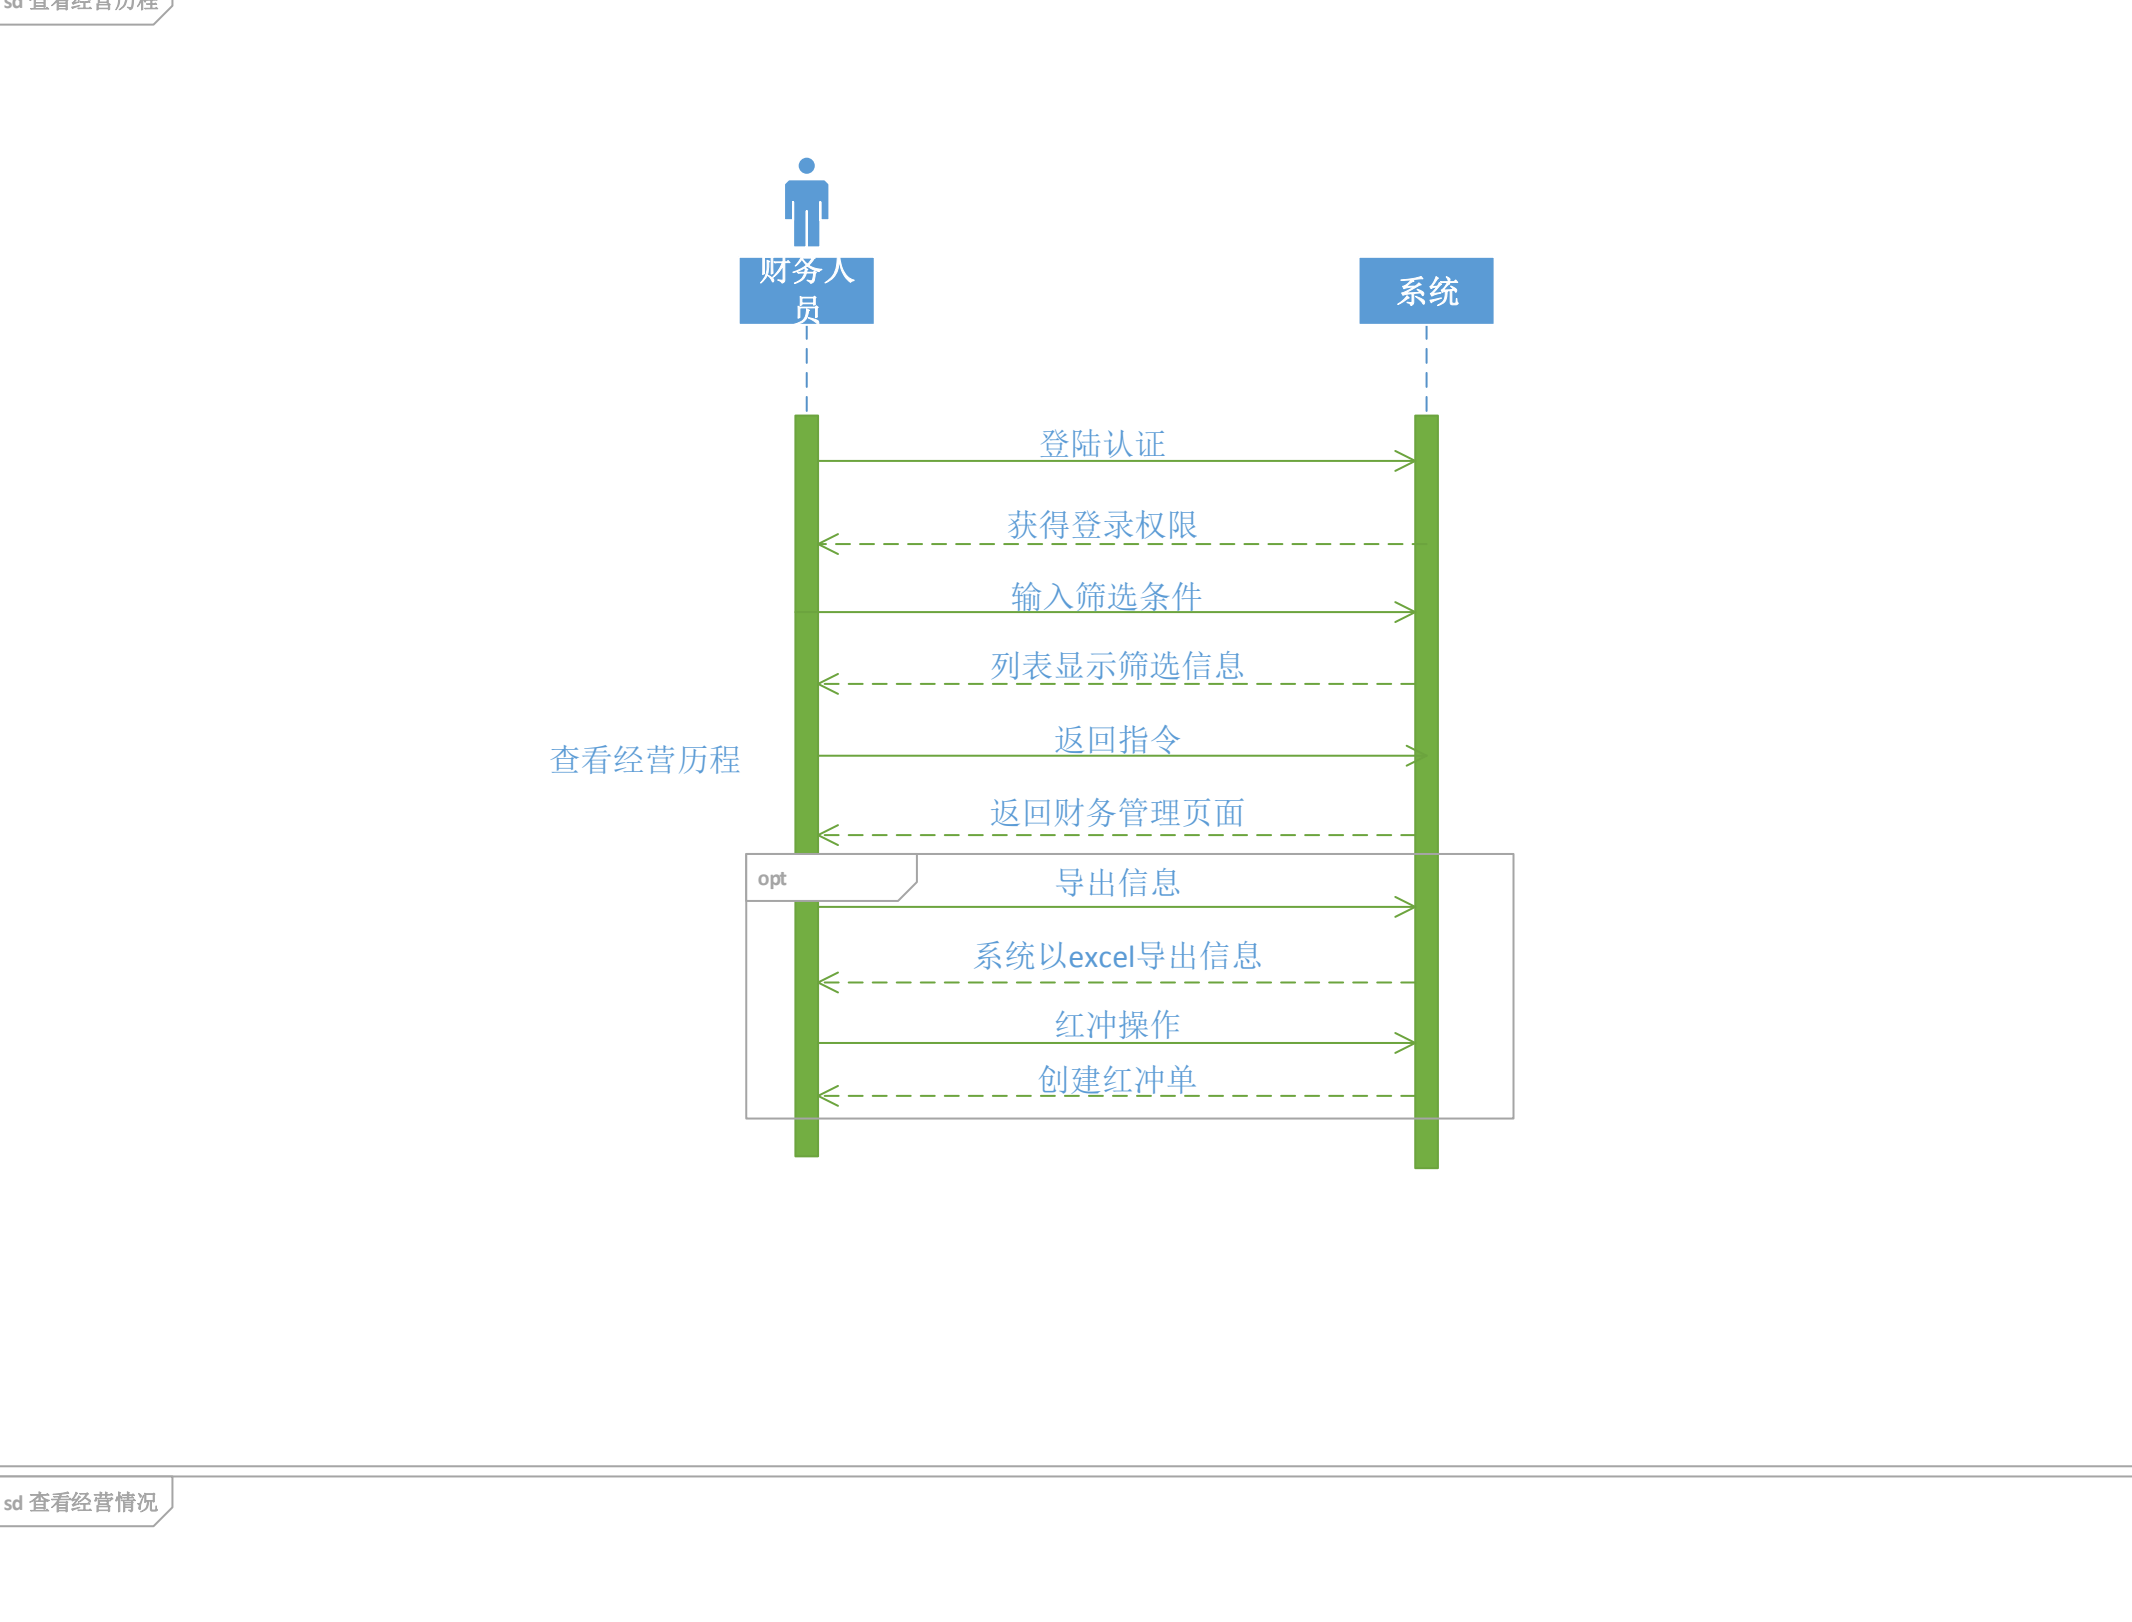 sd 查看经营历程
财务人
员
系统
登陆认证
获得登录权限
输入筛选条件
列表显示筛选信息
返回指令
查看经营历程
返回财务管理页面
opt
导出信息
系统以excel导出信息
红冲操作
创建红冲单
sd 查看经营情况